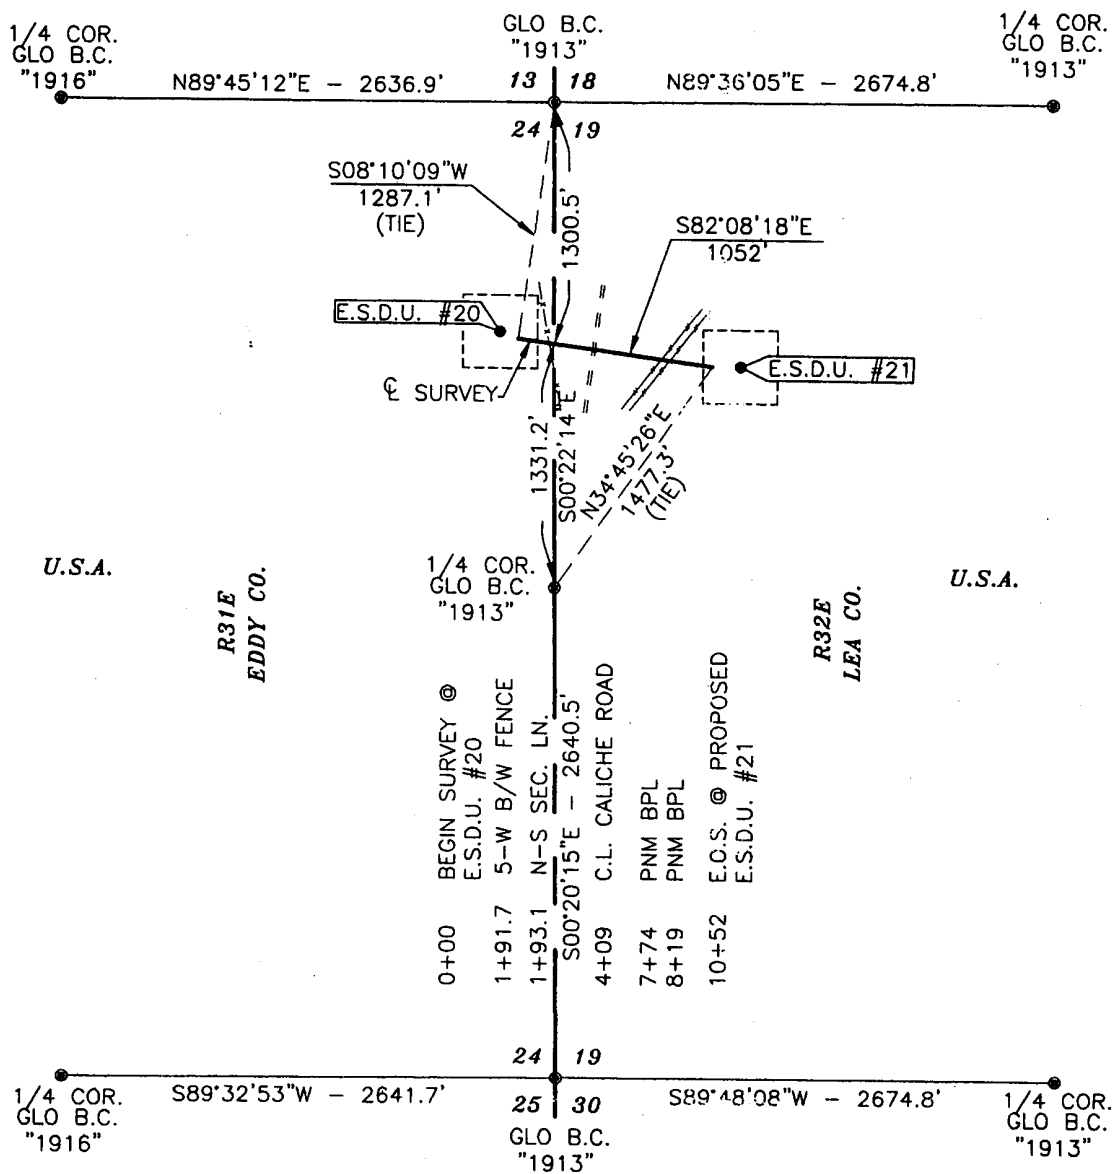 1/4 COR.
GLO B.C.
"1916"
GLO B.C.
"1913"
1/4 COR.
GLO B.C.
"1913"
N89°45'12"E - 2636.9'
13 18
N89°36'05"E - 2674.8'
24 19
S08°10'09"W
1287.1'
(TIE)
1300.5'
S82°08'18"E
1052'
E.S.D.U. #20
E.S.D.U. #21
℄ SURVEY
1331.2'
S00°22'14"E
N34°45'26"E
1477.3'
(TIE)
1/4 COR.
GLO B.C.
"1913"
U.S.A.
U.S.A.
R31E
EDDY CO.
R32E
LEA CO.
0+00 BEGIN SURVEY @
E.S.D.U. #20
1+91.7 5-W B/W FENCE
1+93.1 N-S SEC. LN.
S00°20'15"E - 2640.5'
4+09 C.L. CALICHE ROAD
7+74 PNM BPL
8+19 PNM BPL
10+52 E.O.S. @ PROPOSED
E.S.D.U. #21
24 19
S89°32'53"W - 2641.7'
25 30
S89°48'08"W - 2674.8'
1/4 COR.
GLO B.C.
"1916"
GLO B.C.
"1913"
1/4 COR.
GLO B.C.
"1913"